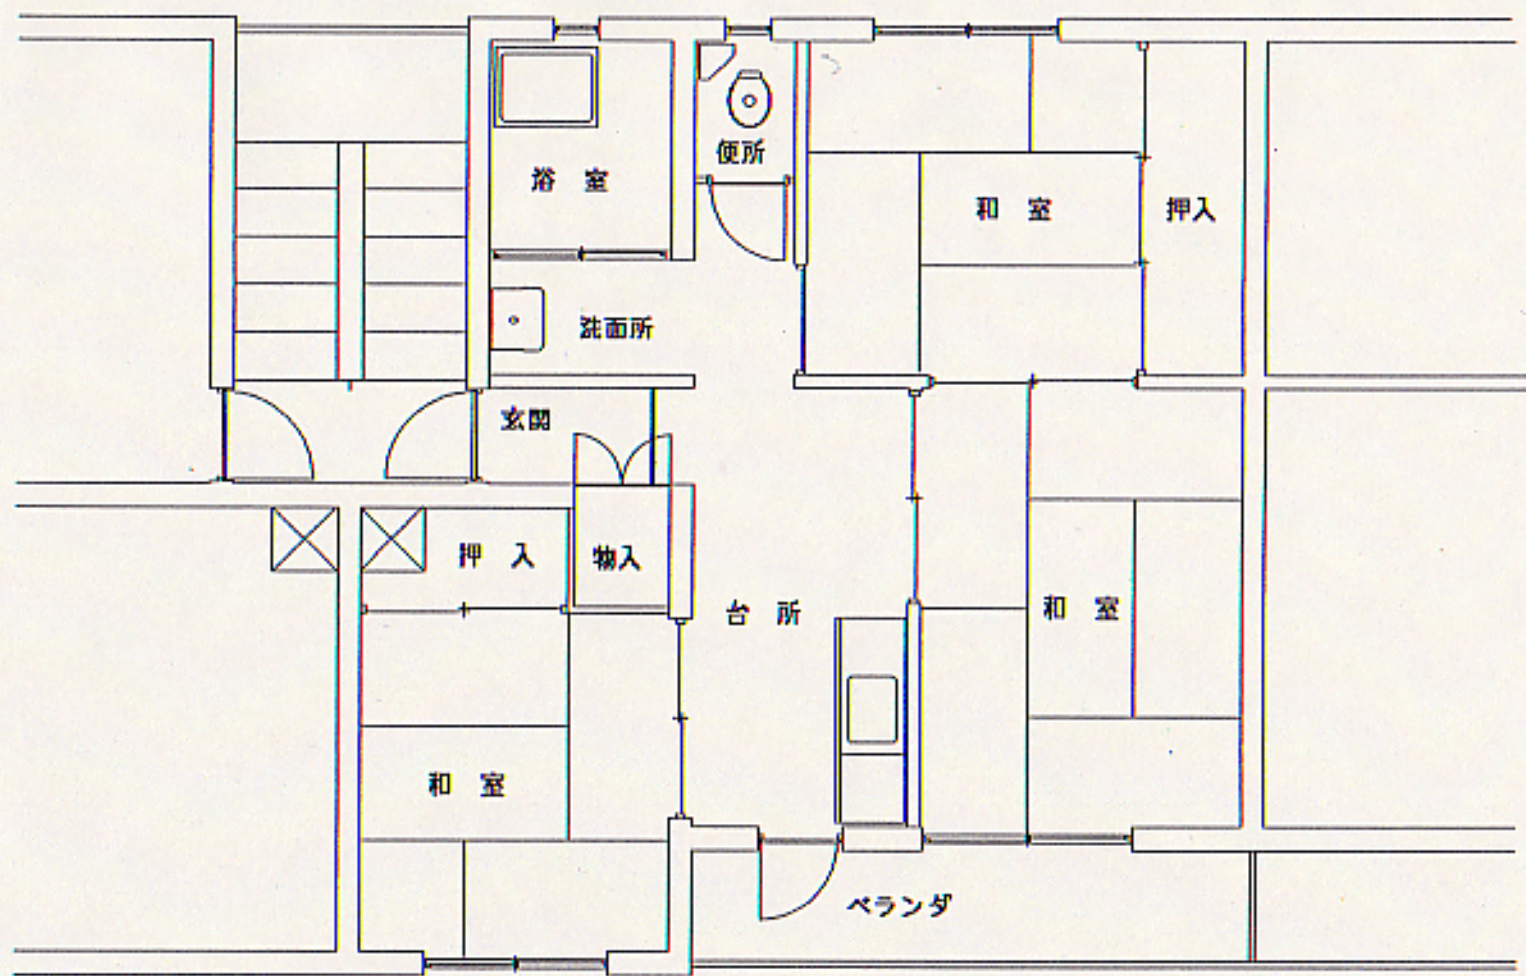 便所
浴 室
和 室
押入
洗面所
玄関
押 入
物入
台 所
和 室
和 室
ベランダ